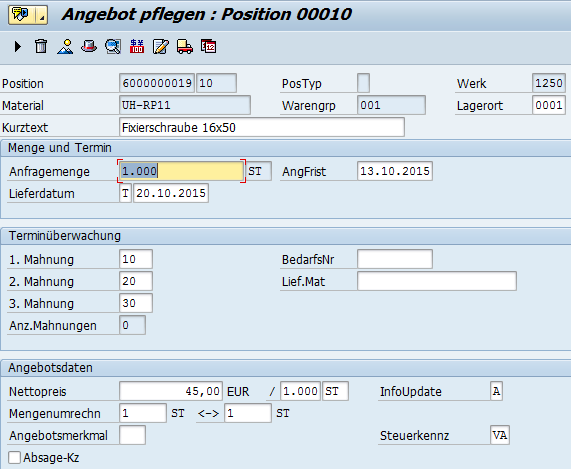 Angebot pflegen : Position 00010
Position 6000000019 10 PosTyp Werk 1250
Material UH-RP11 Warengrp 001 Lagerort 0001
Kurztext Fixierschraube 16x50
Menge und Termin
Anfragemenge 1.000 ST AngFrist 13.10.2015
Lieferdatum T 20.10.2015
Terminüberwachung
1. Mahnung 10 BedarfsNr
2. Mahnung 20 Lief.Mat
3. Mahnung 30
Anz.Mahnungen 0
Angebotsdaten
Nettopreis 45,00 EUR / 1.000 ST InfoUpdate A
Mengenumrechn 1 ST <-> 1 ST
Angebotsmerkmal Steuerkennz VA
Absage-Kz